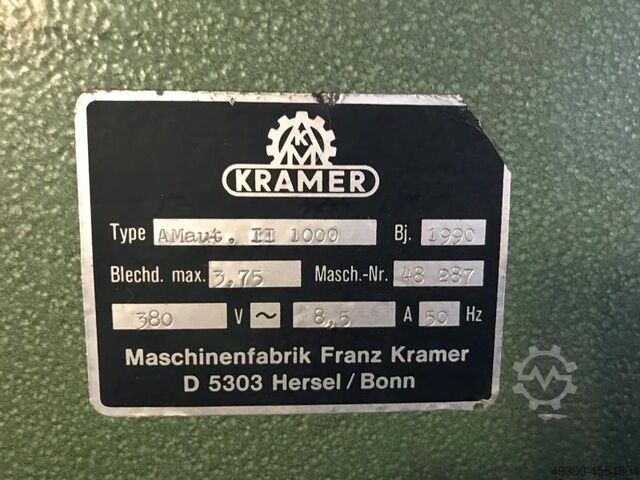 KRAMER
Type AMaut. II 1000 Bj. 1990
Blechd. max. 3,75 Masch.-Nr. 48 287
380 V ~ 8,5 A 50 Hz
Maschinenfabrik Franz Kramer
D 5303 Hersel/Bonn
49390-4551804